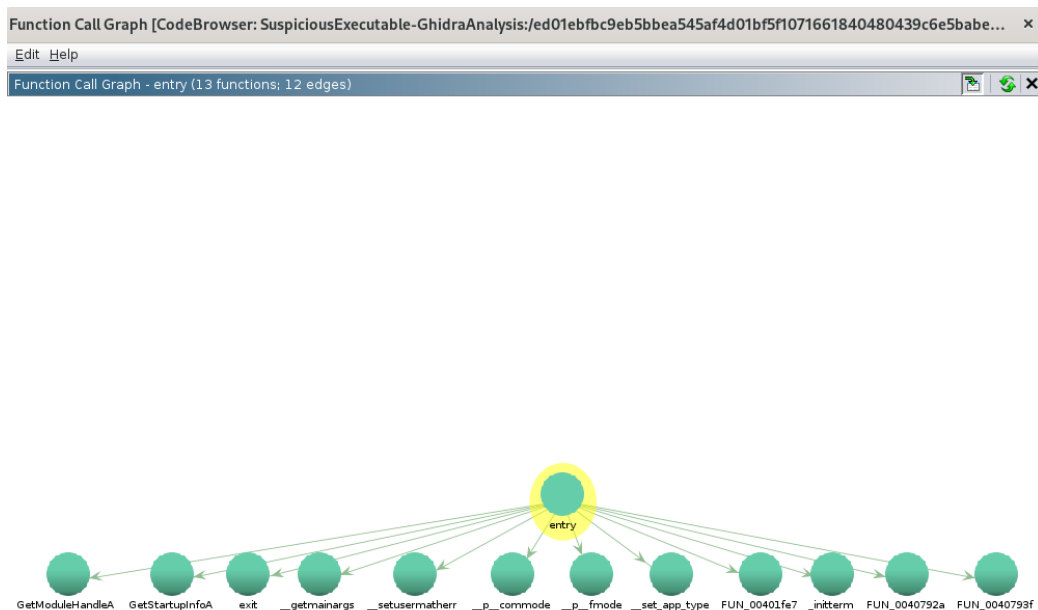 Function Call Graph [CodeBrowser: SuspiciousExecutable-GhidraAnalysis:/ed01ebfbc9eb5bbea545af4d01bf5f1071661840480439c6e5babe... ×
Edit Help
Function Call Graph - entry (13 functions; 12 edges)
entry
GetModuleHandleA GetStartupInfoA exit __getmainargs __setusermatherr __p__commode __p__fmode __set_app_type FUN_00401fe7 _initterm FUN_0040792a FUN_0040793f